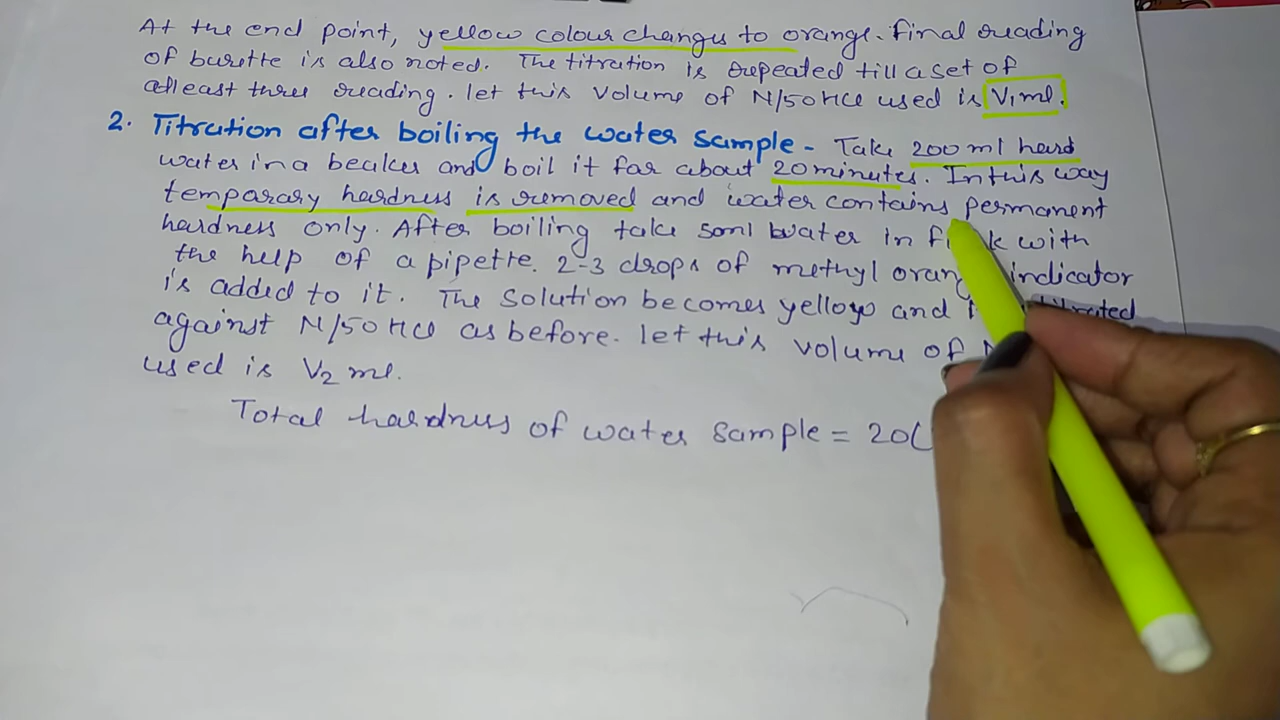 At the end point, yellow colour changes to orange. Final reading
of burette is also noted. The titration is repeated till a set of
atleast three reading. let this volume of N/50 HCl used is V1 ml.
2. Titration after boiling the water sample - Take 200 ml hard
water in a beaker and boil it for about 20 minutes. In this way
temparary hardness is removed and water contains permanent
hardness only. After boiling take 50ml water in with
the help of a pipette. 2-3 drops of methyl indicator
is added to it. The solution becomes yellow and titrated
against N/50 HCl as before. let this volume of
used is V2 ml.
Total hardness of water sample = 20(